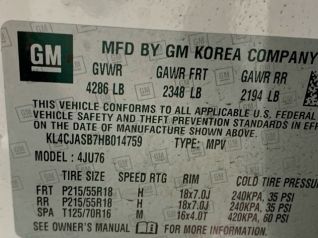 GM
MFD BY GM KOREA COMPANY
GVWR GAWR FRT GAWR RR
4286 LB 2348 LB 2194 LB
THIS VEHICLE CONFORMS TO ALL APPLICABLE U.S. FEDERAL
VEHICLE SAFETY AND THEFT STANDARDS IN EFF
ON THE DATE OF MANUFACTURE SHOWN ABOVE.
KL4CJASB7HB014759 TYPE: MPV
MODEL: 4JU76
TIRE SIZE SPEED RTG RIM COLD TIRE PRESSU
FRT P215/55R18 H 18x7.0J 240KPA, 35 PSI
RR P215/55R18 H 18x7.0J 240KPA, 35 PSI
SPA T125/70R16 M 16x4.0T 420KPA, 60 PSI
SEE OWNER'S MANUAL FOR MORE INFORMATION